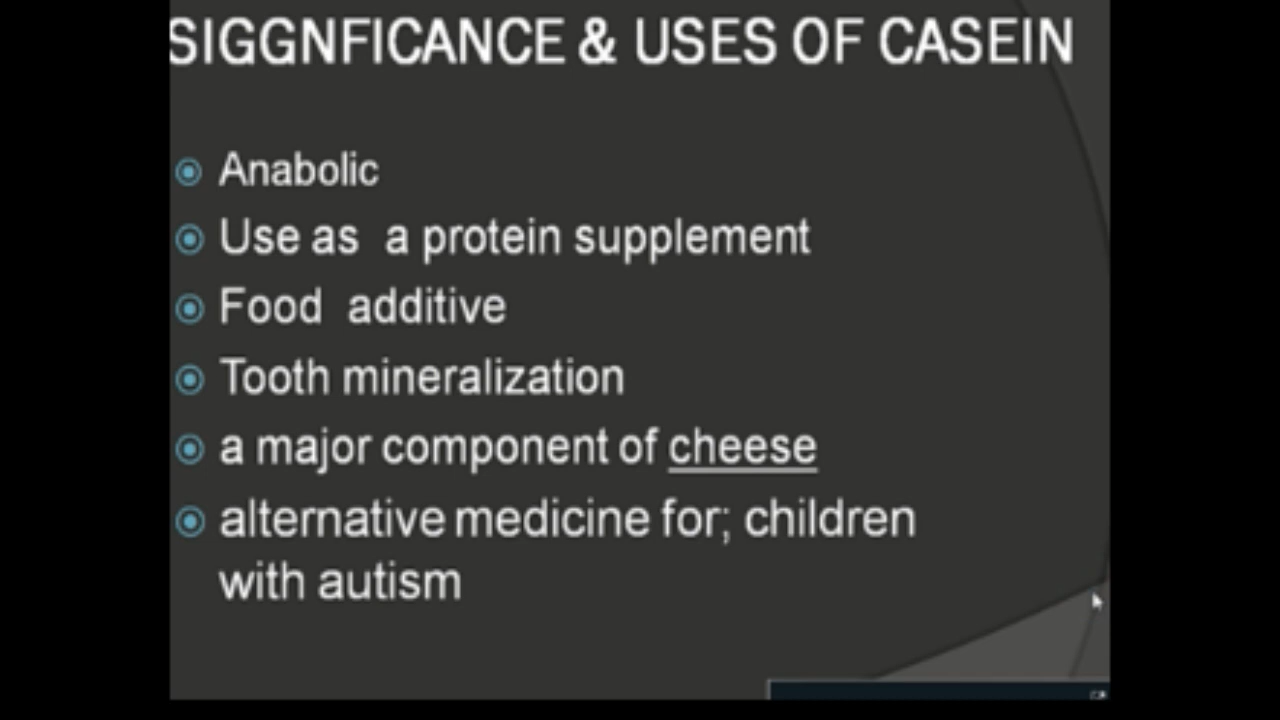 SIGGNFICANCE & USES OF CASEIN
Anabolic
Use as a protein supplement
Food additive
Tooth mineralization
a major component of cheese
alternative medicine for; children
with autism